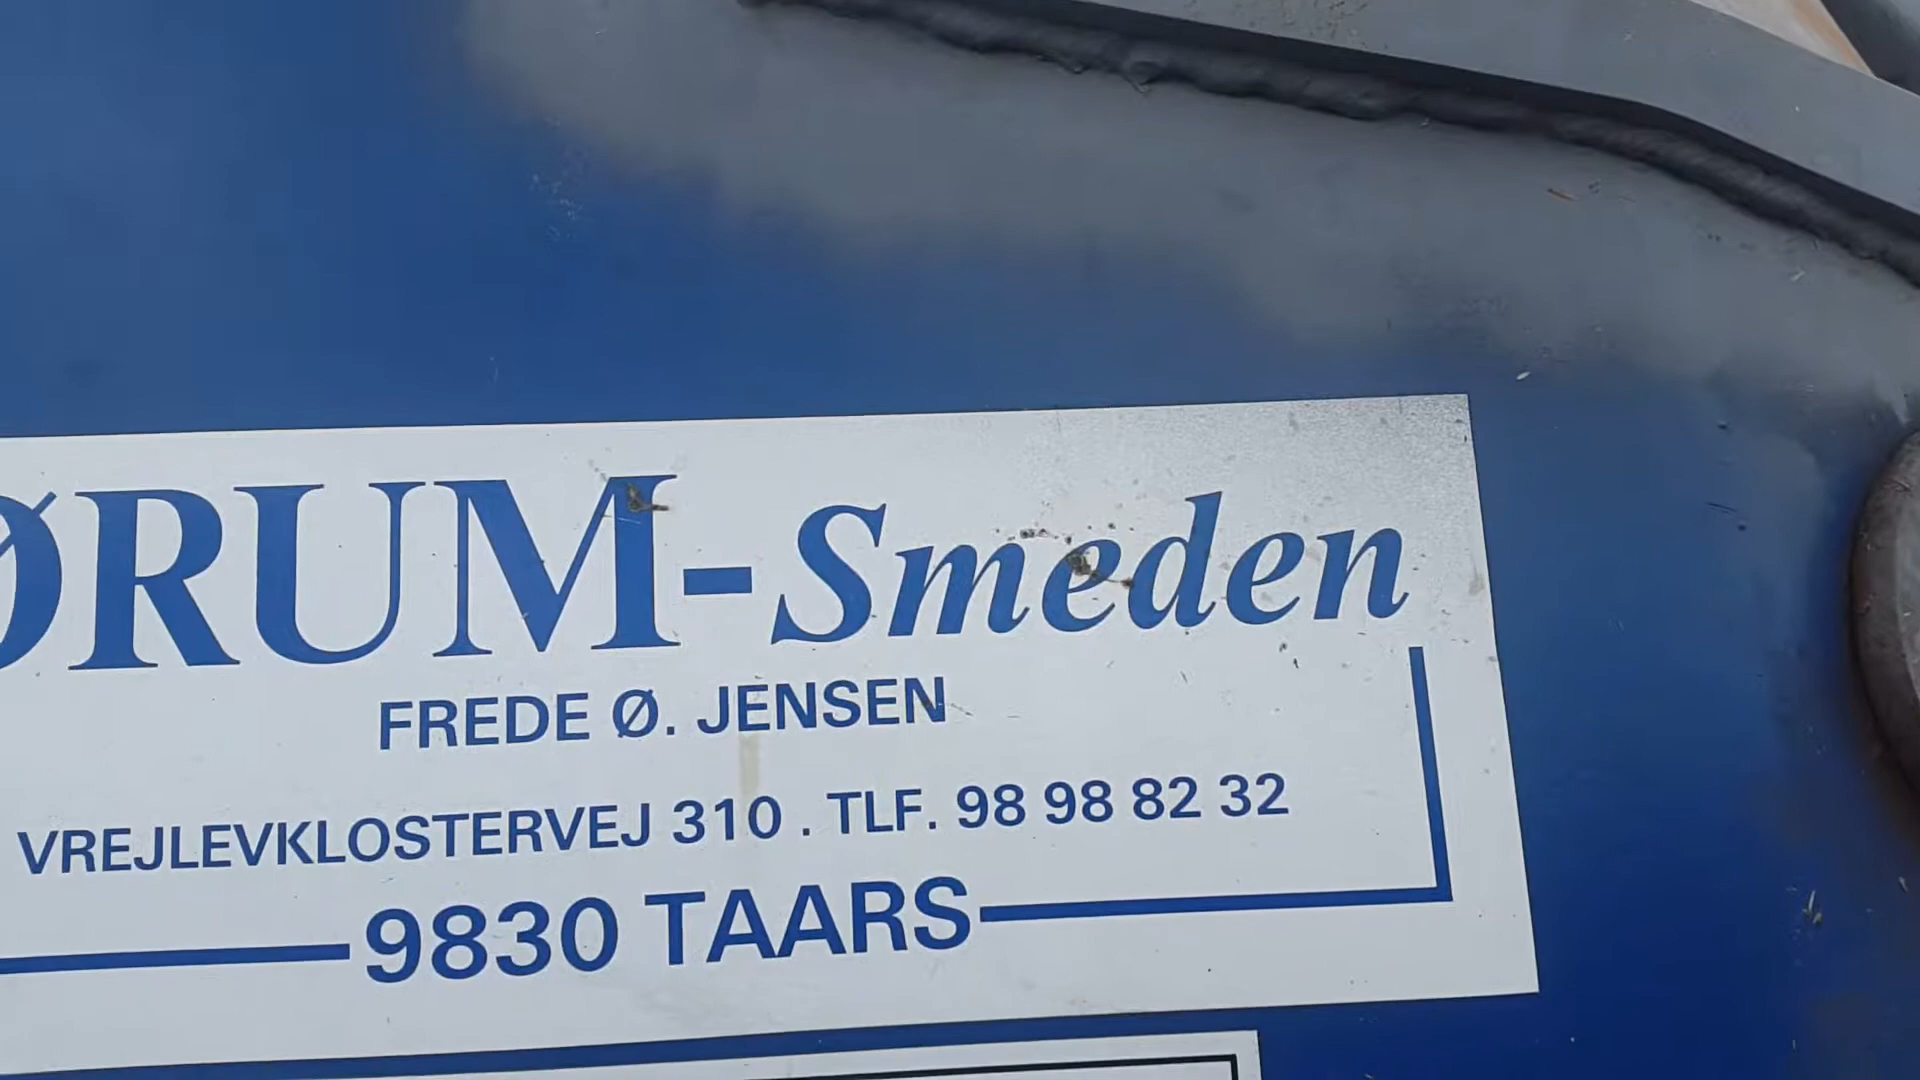 ØRUM-Smeden
FREDE Ø. JENSEN
VREJLEVKLOSTERVEJ 310 . TLF. 98 98 82 32
9830 TAARS